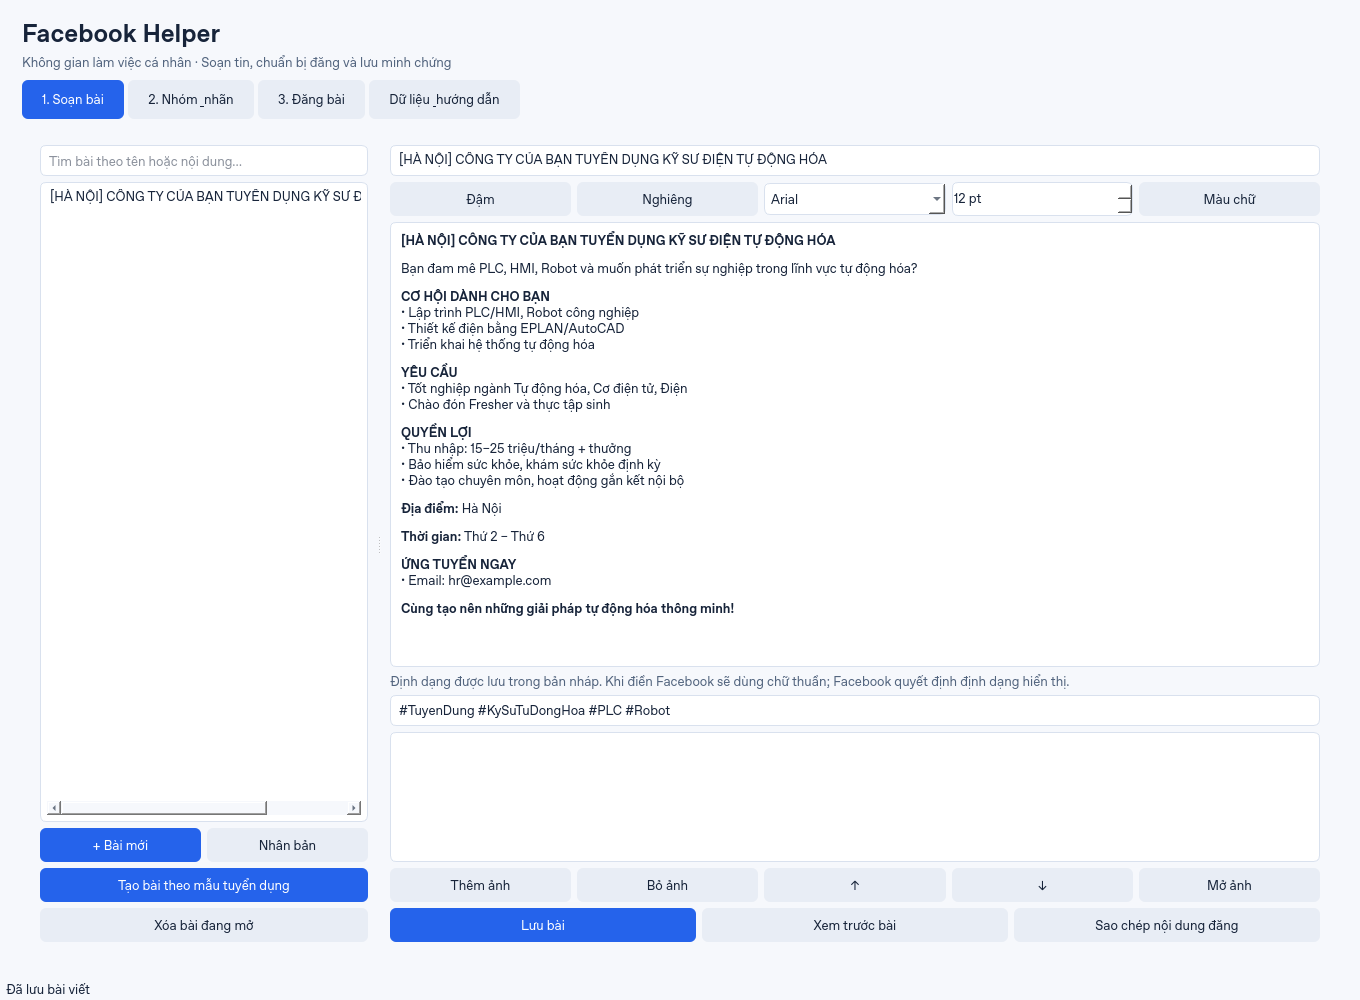 Facebook Helper
Không gian làm việc cá nhân · Soạn tin, chuẩn bị đăng và lưu minh chứng
1. Soạn bài
2. Nhóm _nhãn
3. Đăng bài
Dữ liệu _hướng dẫn
Tìm bài theo tên hoặc nội dung...
[HÀ NỘI] CÔNG TY CỦA BẠN TUYỂN DỤNG KỸ SƯ Đ
+ Bài mới
Nhân bản
Tạo bài theo mẫu tuyển dụng
Xóa bài đang mở
[HÀ NỘI] CÔNG TY CỦA BẠN TUYỂN DỤNG KỸ SƯ ĐIỆN TỰ ĐỘNG HÓA
Đậm
Nghiêng
Arial
12 pt
Màu chữ
[HÀ NỘI] CÔNG TY CỦA BẠN TUYỂN DỤNG KỸ SƯ ĐIỆN TỰ ĐỘNG HÓA
Bạn đam mê PLC, HMI, Robot và muốn phát triển sự nghiệp trong lĩnh vực tự động hóa?
CƠ HỘI DÀNH CHO BẠN
• Lập trình PLC/HMI, Robot công nghiệp
• Thiết kế điện bằng EPLAN/AutoCAD
• Triển khai hệ thống tự động hóa
YÊU CẦU
• Tốt nghiệp ngành Tự động hóa, Cơ điện tử, Điện
• Chào đón Fresher và thực tập sinh
QUYỀN LỢI
• Thu nhập: 15–25 triệu/tháng + thưởng
• Bảo hiểm sức khỏe, khám sức khỏe định kỳ
• Đào tạo chuyên môn, hoạt động gắn kết nội bộ
Địa điểm: Hà Nội
Thời gian: Thứ 2 – Thứ 6
ỨNG TUYỂN NGAY
• Email: hr@example.com
Cùng tạo nên những giải pháp tự động hóa thông minh!
Định dạng được lưu trong bản nháp. Khi điền Facebook sẽ dùng chữ thuần; Facebook quyết định định dạng hiển thị.
#TuyenDung #KySuTuDongHoa #PLC #Robot
Thêm ảnh
Bỏ ảnh
↑
↓
Mở ảnh
Lưu bài
Xem trước bài
Sao chép nội dung đăng
Đã lưu bài viết